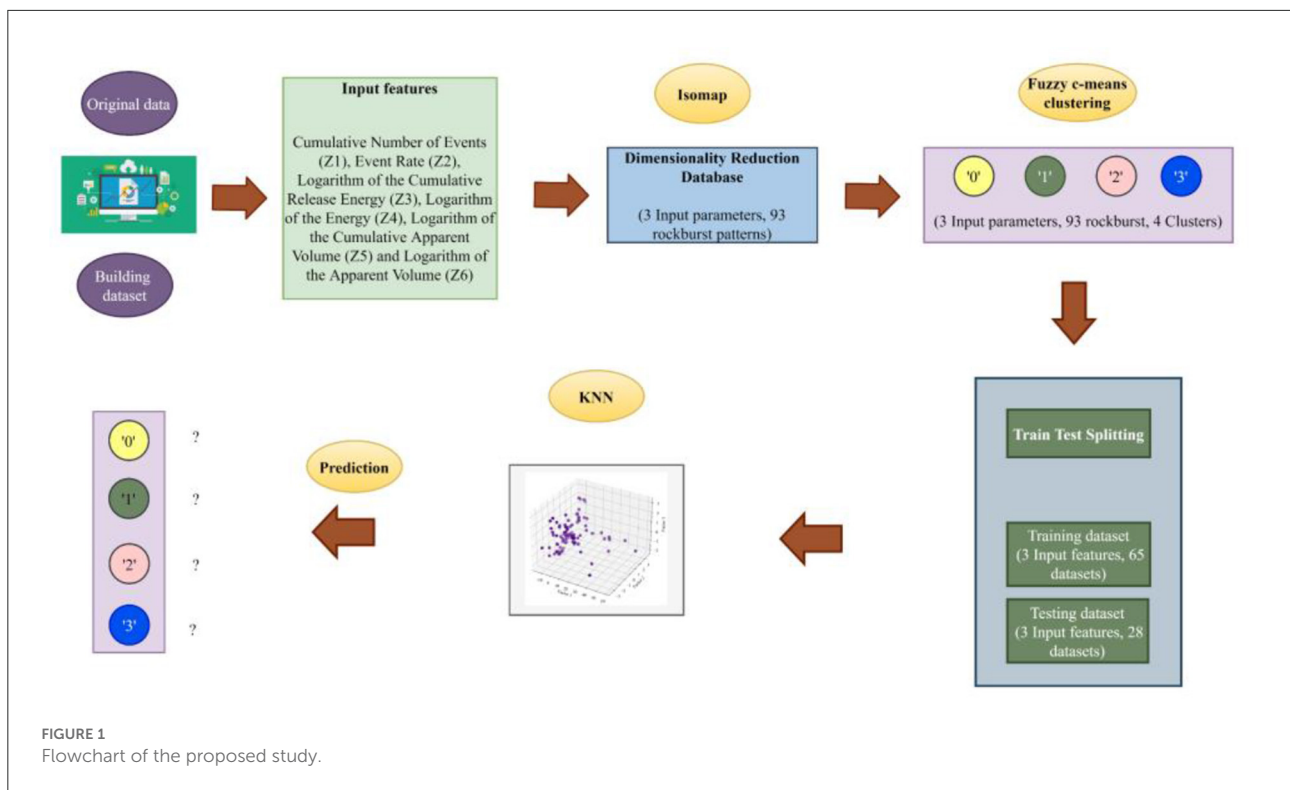 Original data
Building
dataset
Input features
Cumulative Number of Events
(Z1), Event Rate (Z2),
Logarithm of the Cumulative
Release Energy (Z3), Logarithm
of the Energy (Z4), Logarithm of
the Cumulative Apparent
Volume (Z5) and Logarithm of
the Apparent Volume (Z6)
Isomap
Dimensionality Reduction
Database
(3 Input parameters, 93
rockburst patterns)
Fuzzy c-means
clustering
'0' '1' '2' '3'
(3 Input parameters, 93 rockburst, 4 Clusters)
Train Test Splitting
Training dataset
(3 Input features, 65
datasets)
Testing dataset
(3 Input features, 28
datasets)
KNN
Prediction
'0' ?
'1' ?
'2' ?
'3' ?
FIGURE 1
Flowchart of the proposed study.